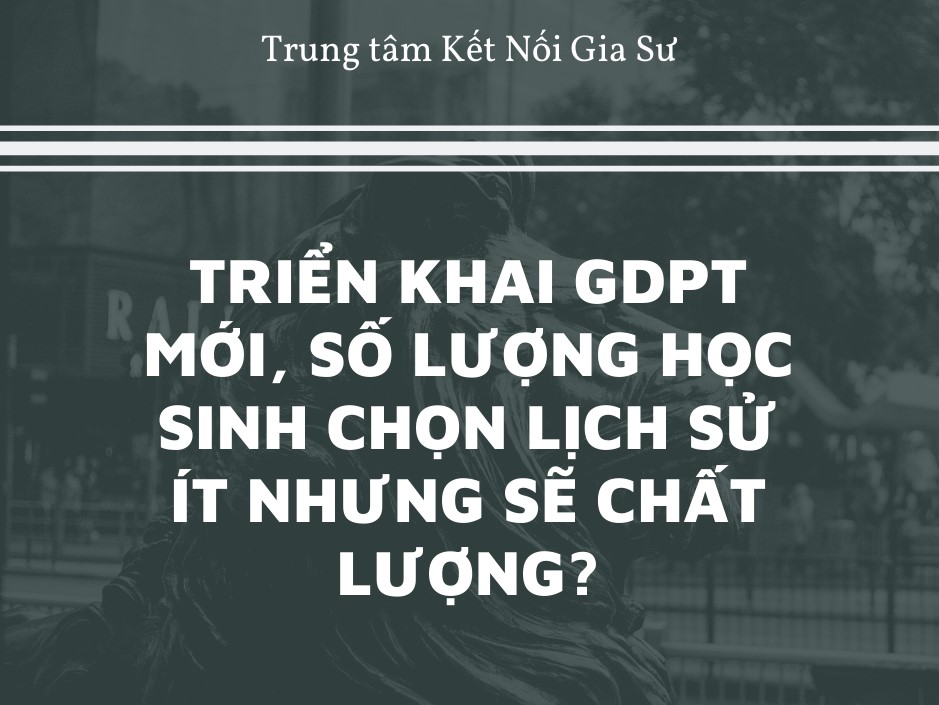 Trung tâm Kết Nối Gia Sư
TRIỂN KHAI GDPT
MỚI, SỐ LƯỢNG HỌC
SINH CHỌN LỊCH SỬ
ÍT NHƯNG SẼ CHẤT
LƯỢNG?